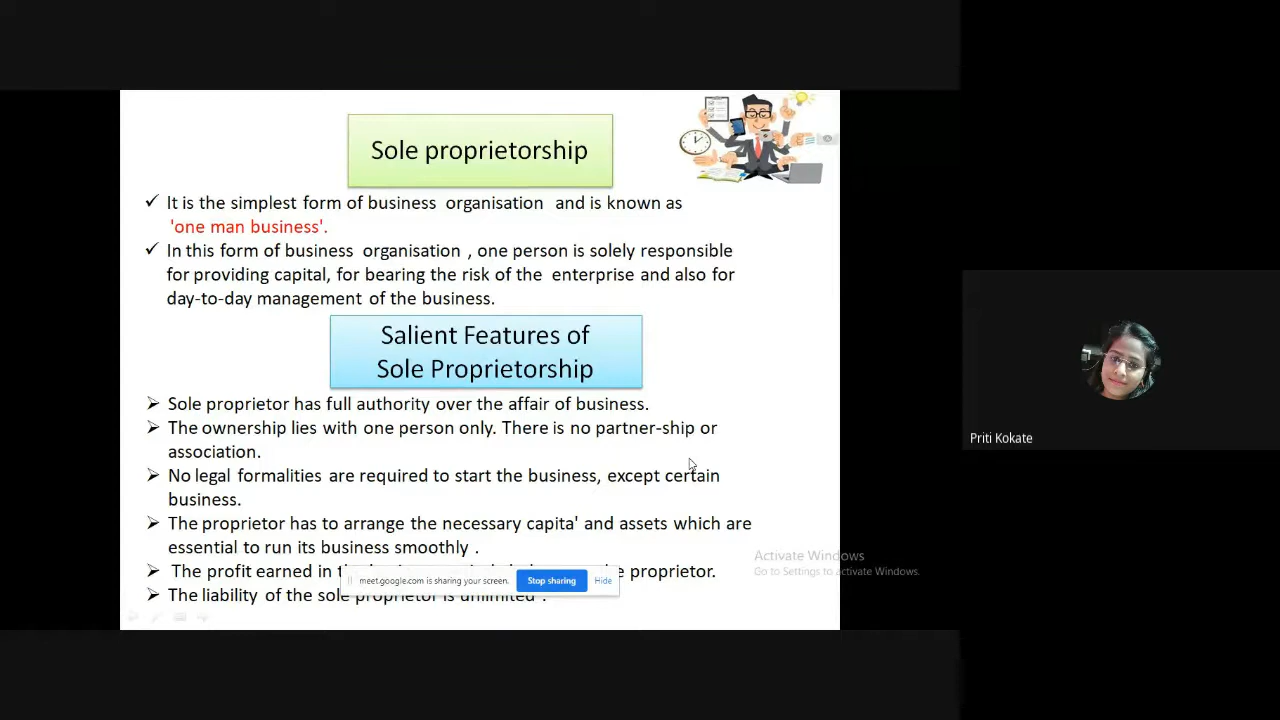 Sole proprietorship
It is the simplest form of business organisation and is known as
'one man business'.
In this form of business organisation , one person is solely responsible
for providing capital, for bearing the risk of the enterprise and also for
day-to-day management of the business.
Salient Features of
Sole Proprietorship
Sole proprietor has full authority over the affair of business.
The ownership lies with one person only. There is no partner-ship or
association.
No legal formalities are required to start the business, except certain
business.
The proprietor has to arrange the necessary capita' and assets which are
essential to run its business smoothly .
The profit earned in proprietor.
meet.google.com is sharing your screen. Stop sharing Hide
The liability of the sole proprietor is unlimited .
Priti Kokate
Activate Windows
Go to Settings to activate Windows.